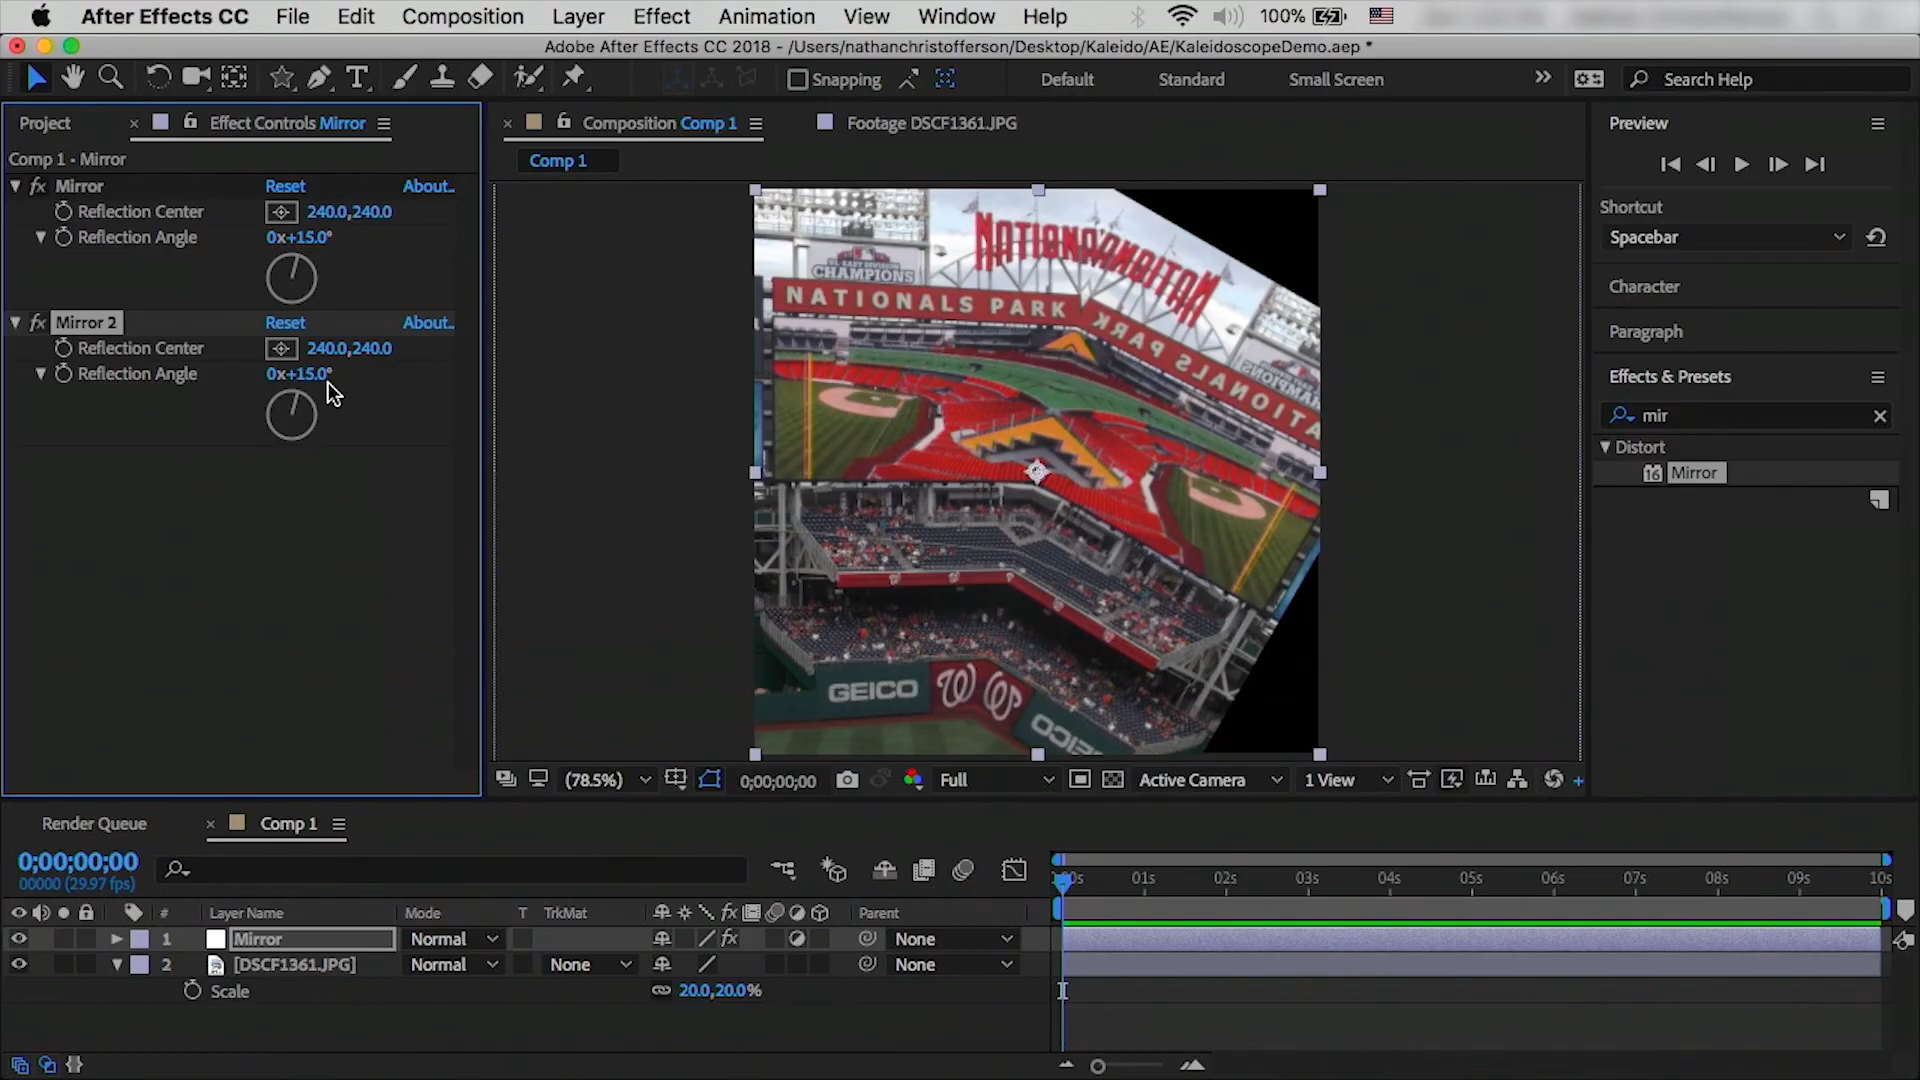 After Effects CC File Edit Composition Layer Effect Animation View Window Help 100%
Adobe After Effects CC 2018 - /Users/nathanchristofferson/Desktop/Kaleido/AE/KaleidoscopeDemo.aep *
Snapping Default Standard Small Screen Search Help
Project Effect Controls Mirror
Comp 1 • Mirror
fx Mirror Reset About...
Reflection Center 240.0,240.0
Reflection Angle 0x+15.0°
fx Mirror 2 Reset About...
Reflection Center 240.0,240.0
Reflection Angle 0x+15.0°
Composition Comp 1 Footage DSCF1361.JPG
Comp 1
NATIONA
CHAMPIONS
NATIONALS PARK
GEICO
W
(78.5%) 0;00;00;00 Full Active Camera 1 View
Preview
Shortcut
Spacebar
Character
Paragraph
Effects & Presets
mir
Distort
16 Mirror
Render Queue Comp 1
0;00;00;00
00000 (29.97 fps)
01s 02s 03s 04s 05s 06s 07s 08s 09s 10s
# Layer Name Mode T TrkMat fx Parent
1 Mirror Normal fx None
2 [DSCF1361.JPG] Normal None None
Scale 20.0,20.0%